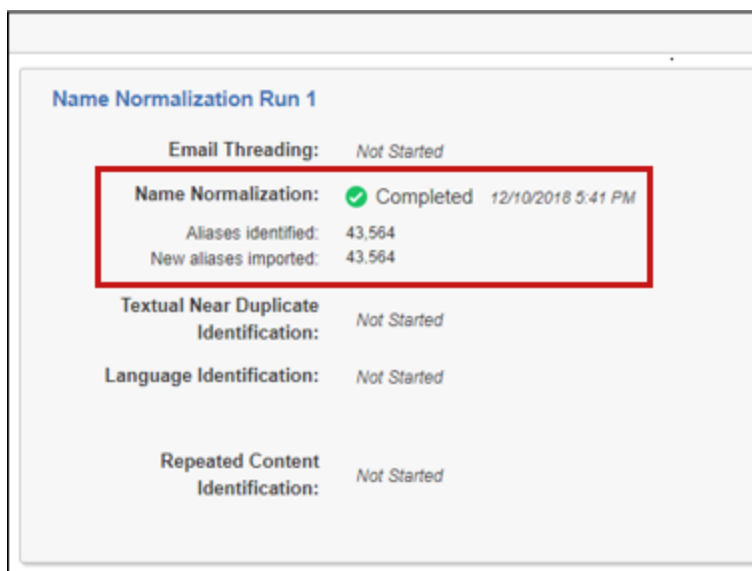 Name Normalization Run 1
Email Threading: Not Started
Name Normalization: Completed 12/10/2018 5:41 PM
Aliases identified: 43,564
New aliases imported: 43.564
Textual Near Duplicate
Identification: Not Started
Language Identification: Not Started
Repeated Content
Identification: Not Started